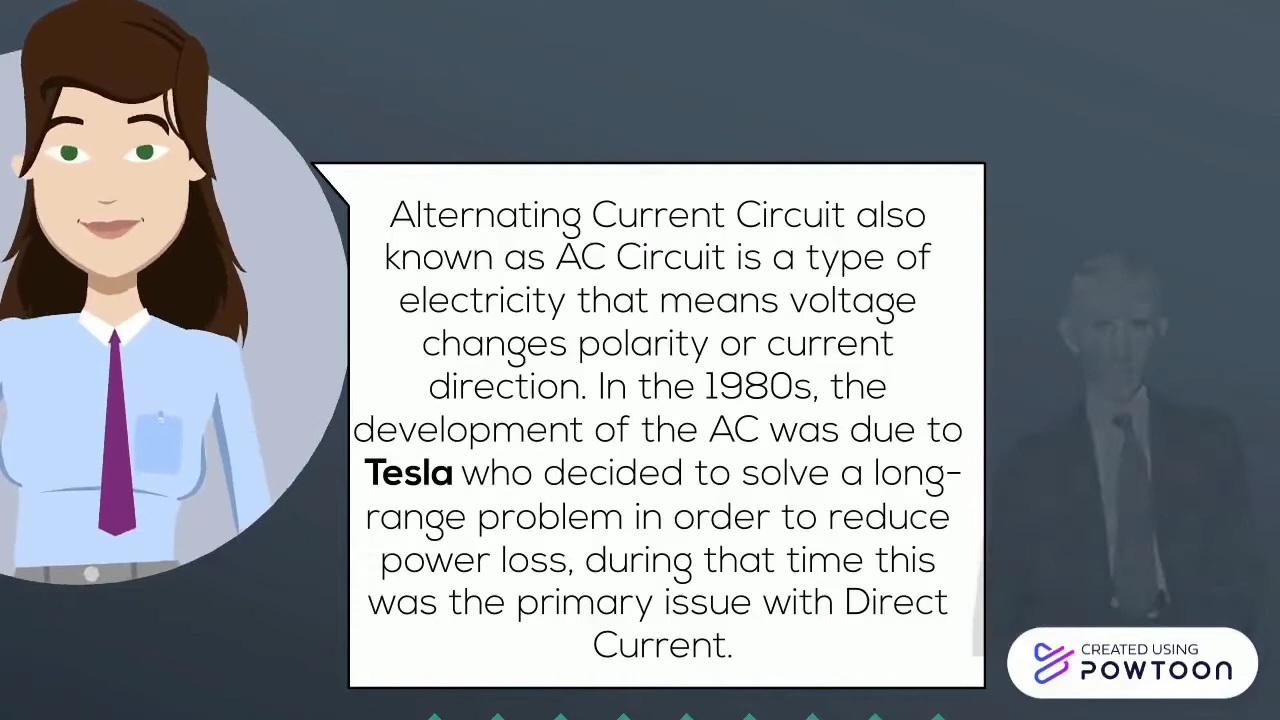 Alternating Current Circuit also
known as AC Circuit is a type of
electricity that means voltage
changes polarity or current
direction. In the 1980s, the
development of the AC was due to
Tesla who decided to solve a long-
range problem in order to reduce
power loss, during that time this
was the primary issue with Direct
Current.
CREATED USING
POWTOON